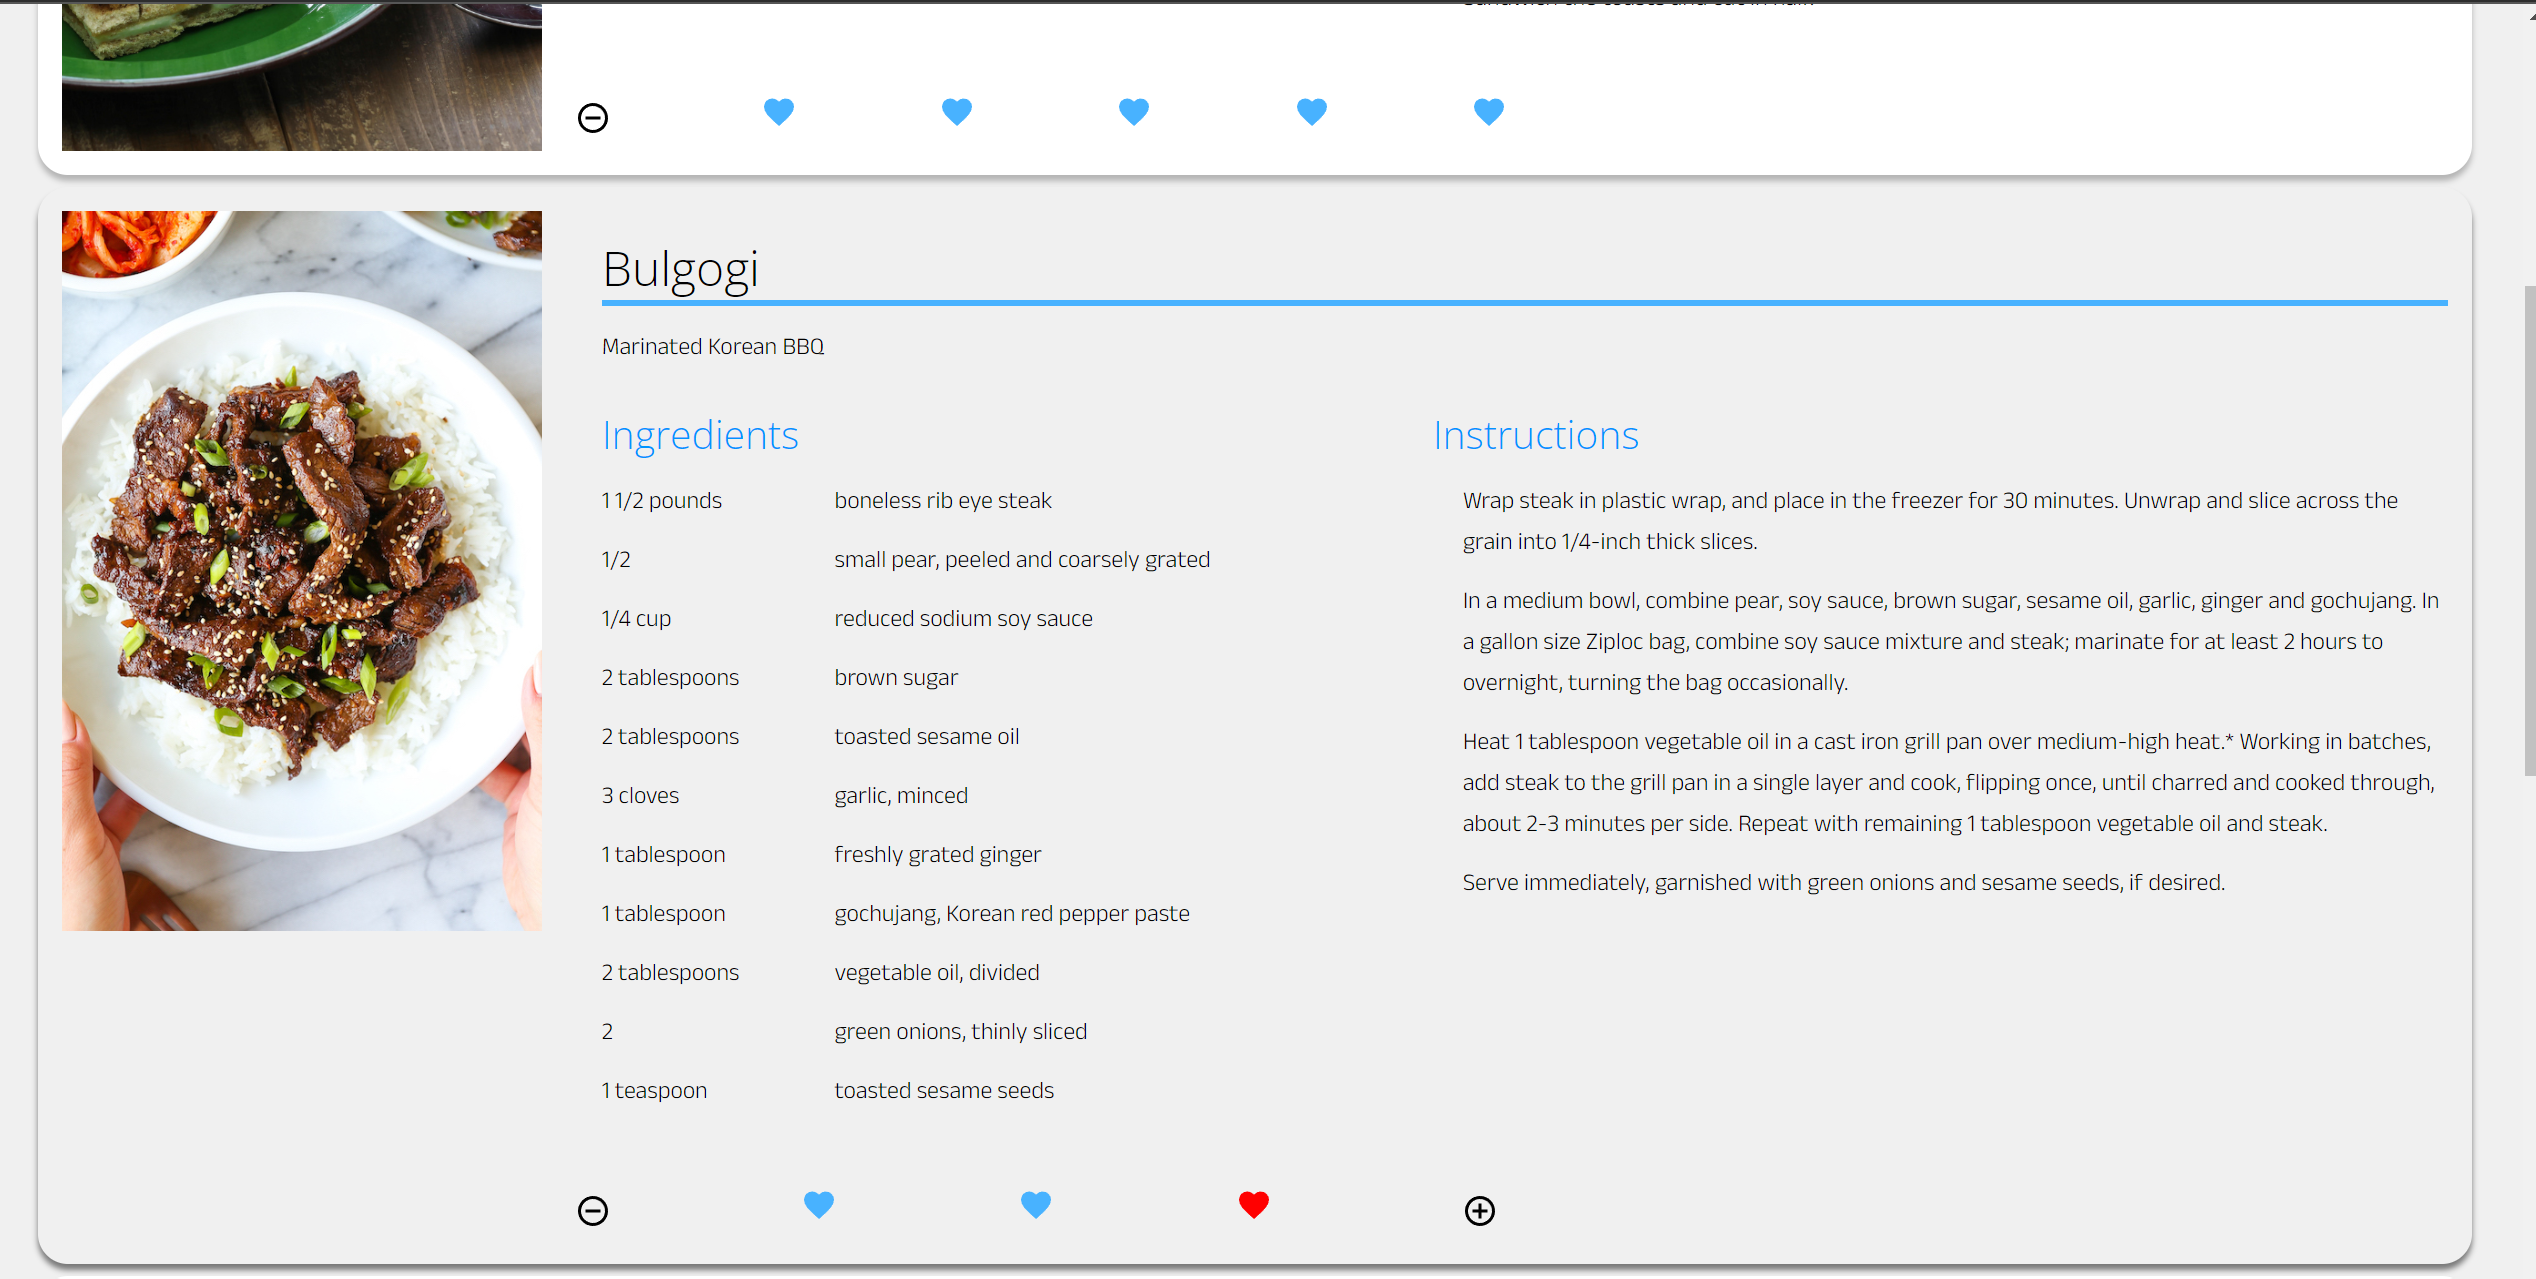 Bulgogi
Marinated Korean BBQ
Ingredients
1 1/2 pounds boneless rib eye steak
1/2 small pear, peeled and coarsely grated
1/4 cup reduced sodium soy sauce
2 tablespoons brown sugar
2 tablespoons toasted sesame oil
3 cloves garlic, minced
1 tablespoon freshly grated ginger
1 tablespoon gochujang, Korean red pepper paste
2 tablespoons vegetable oil, divided
2 green onions, thinly sliced
1 teaspoon toasted sesame seeds
Instructions
Wrap steak in plastic wrap, and place in the freezer for 30 minutes. Unwrap and slice across the
grain into 1/4-inch thick slices.
In a medium bowl, combine pear, soy sauce, brown sugar, sesame oil, garlic, ginger and gochujang. In
a gallon size Ziploc bag, combine soy sauce mixture and steak; marinate for at least 2 hours to
overnight, turning the bag occasionally.
Heat 1 tablespoon vegetable oil in a cast iron grill pan over medium-high heat.* Working in batches,
add steak to the grill pan in a single layer and cook, flipping once, until charred and cooked through,
about 2-3 minutes per side. Repeat with remaining 1 tablespoon vegetable oil and steak.
Serve immediately, garnished with green onions and sesame seeds, if desired.